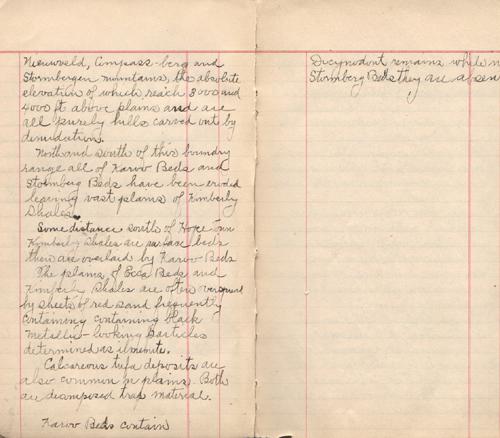 Nieuwveld, Compass-berg and
Stormbergen mountains, the absolute
elevation of which reach 3000 and
4000 ft above plains and are
all purely hills carved out by
denudation.
North and south of this boundry
range all of Karoo Beds and
Stormberg Beds have been eroded
leaving vast plains of Kimberly
Shales.
Some distance south of Hope Town
Kimberly Shales are surface beds
then are overlaid by Karoo Beds
The plains of Ecca Beds and
Kimberly Shales are often overspread
by sheets of red sand frequently
containing containing black
metallic-looking particles
determined as ilmenite.
Calcareous tufa deposits are
also common in plains. Both
are decomposed trap material.
Karoo Beds contain
Dicynodont remains while
Stormberg Beds they are absen